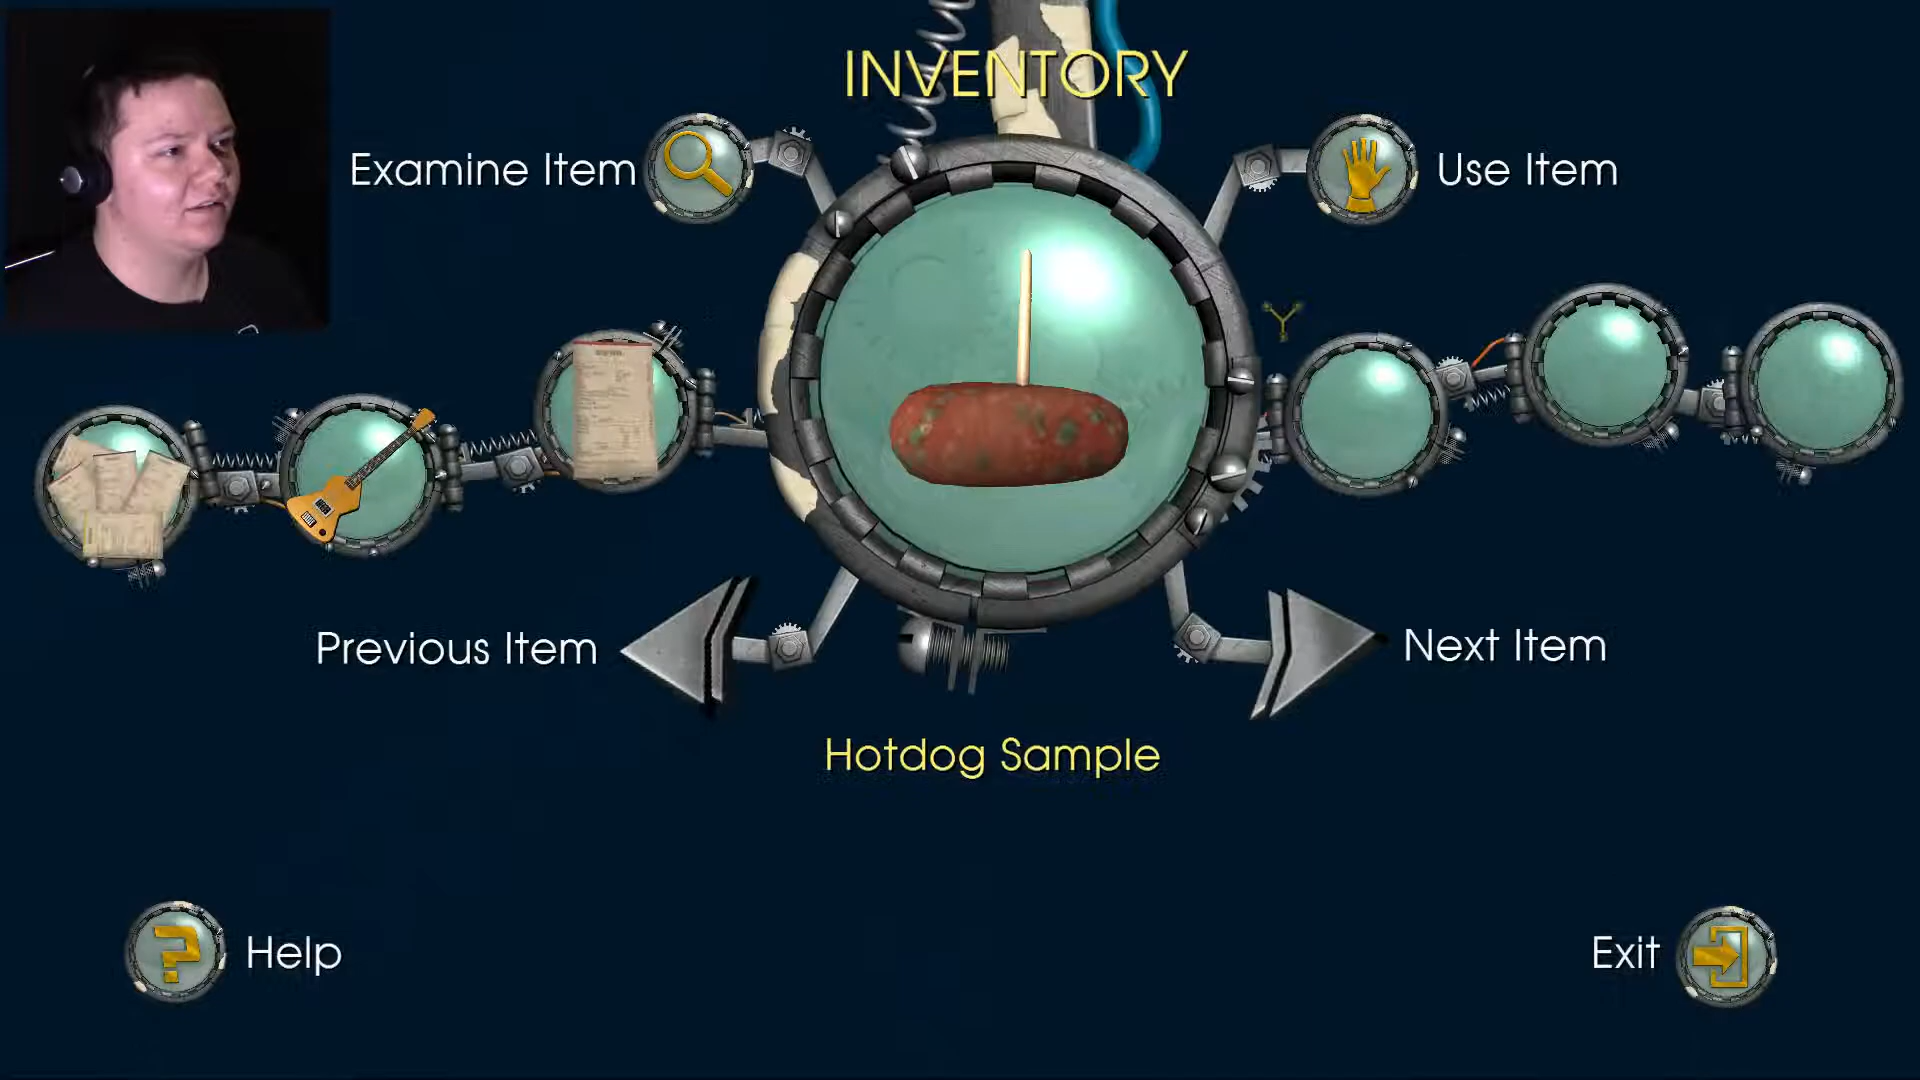 INVENTORY
Examine Item
Use Item
Previous Item
Next Item
Hotdog Sample
Help
Exit